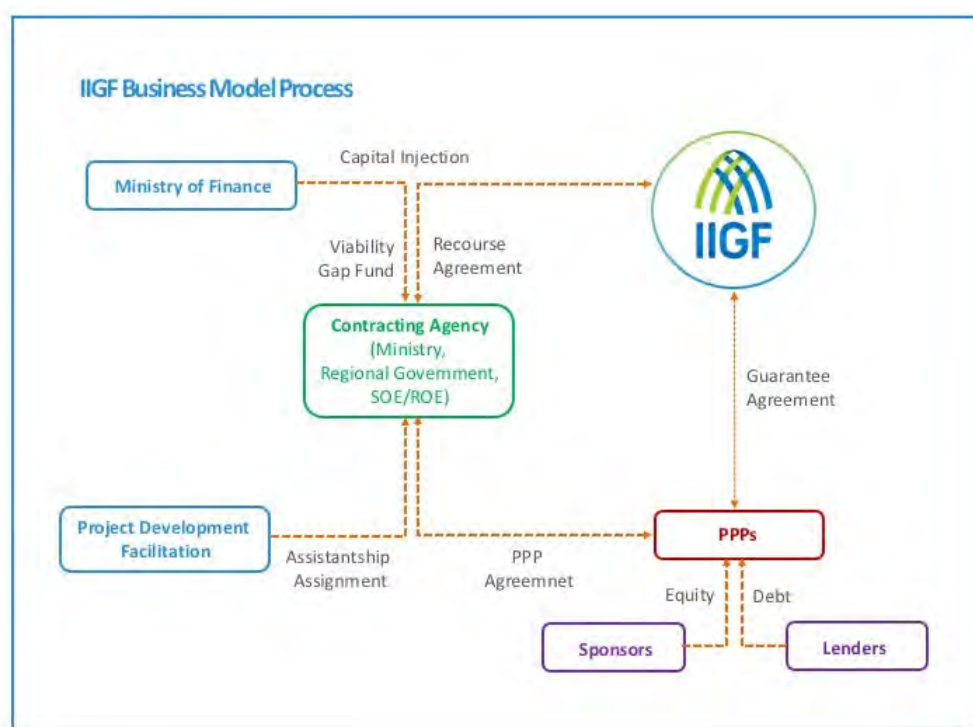 IIGF Business Model Process
Capital Injection
Ministry of Finance
IIGF
Viability
Gap Fund
Recourse
Agreement
Contracting Agency
(Ministry,
Regional Government,
SOE/ROE)
Guarantee
Agreement
Project Development
Facilitation
Assistantship
Assignment
PPP
Agreemnet
PPPs
Equity
Debt
Sponsors
Lenders